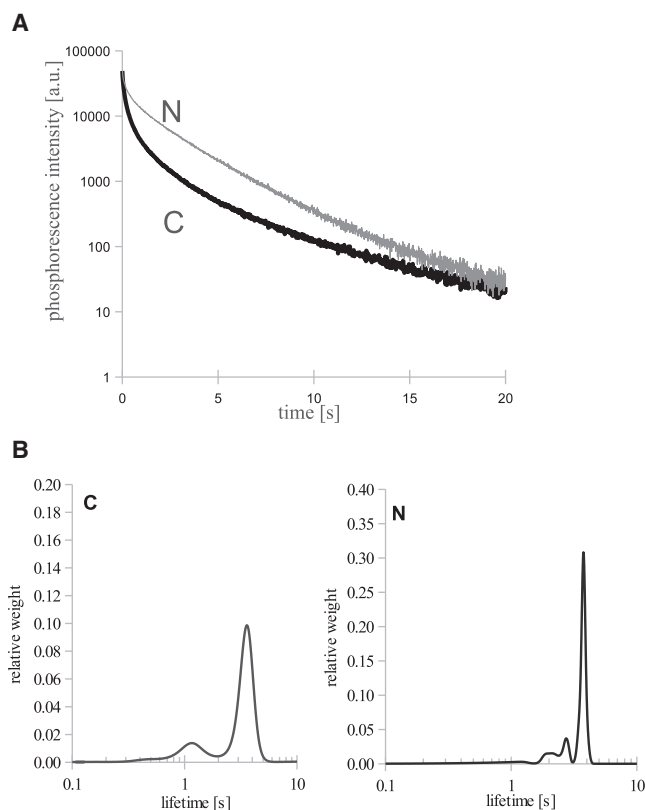 A
phosphorescence intensity [a.u.]
100000
10000
1000
100
10
1
N
C
0 5 10 15 20
time [s]
B
relative weight
0.20
0.18
0.16
0.14
0.12
0.10
0.08
0.06
0.04
0.02
0.00
C
0.1 1 10
lifetime [s]
relative weight
0.40
0.35
0.30
0.25
0.20
0.15
0.10
0.05
0.00
N
0.1 1 10
lifetime [s]